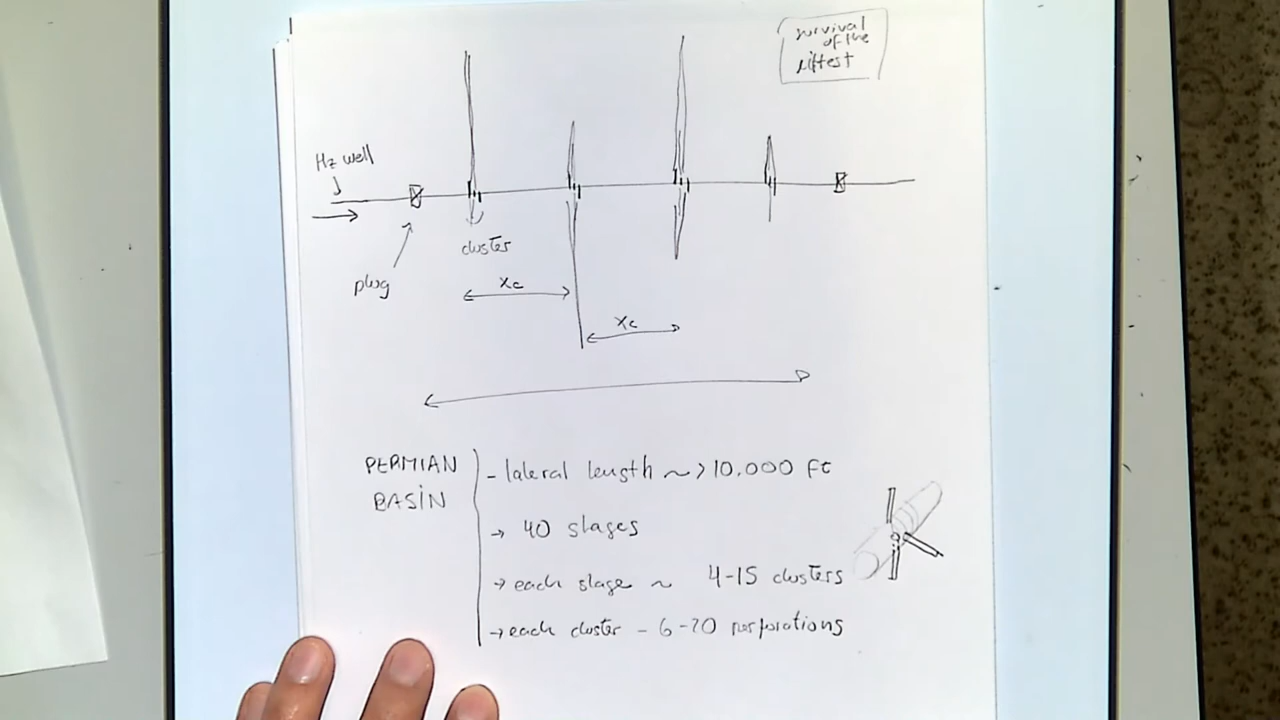 survival
of the
fittest
Hz well
cluster
plug
xc
xc
PERMIAN
BASIN
- lateral length ~> 10.000 ft
→ 40 stages
→ each stage ~ 4-15 clusters
→ each cluster - 6-20 perforations